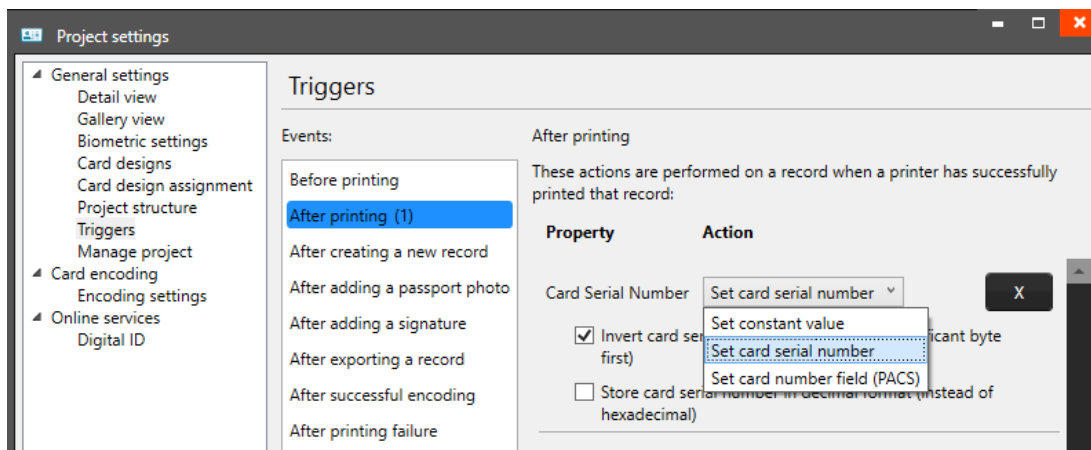 Project settings
General settings
Detail view
Gallery view
Biometric settings
Card designs
Card design assignment
Project structure
Triggers
Manage project
Card encoding
Encoding settings
Online services
Digital ID
Triggers
Events:
Before printing
After printing (1)
After creating a new record
After adding a passport photo
After adding a signature
After exporting a record
After successful encoding
After printing failure
After printing
These actions are performed on a record when a printer has successfully
printed that record:
Property Action
Card Serial Number Set card serial number X
Set constant value
Set card serial number
Set card number field (PACS)
Invert card ser
byte
first)
Store card serial number in decimal format (instead of
hexadecimal)